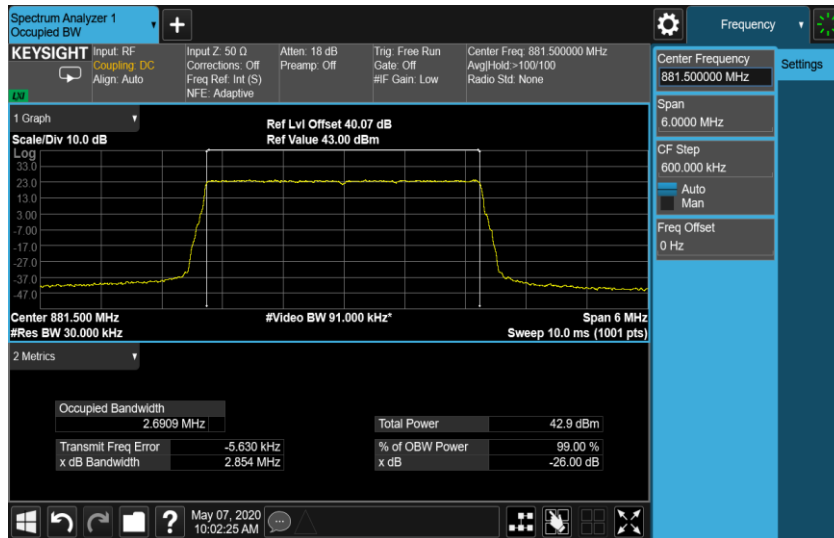 Spectrum Analyzer 1
Occupied BW
+
Frequency
KEYSIGHT
Input: RF
Coupling: DC
Align: Auto
Input Z: 50 Ω
Corrections: Off
Freq Ref: Int (S)
NFE: Adaptive
Atten: 18 dB
Preamp: Off
Trig: Free Run
Gate: Off
#IF Gain: Low
Center Freq: 881.500000 MHz
Avg|Hold:>100/100
Radio Std: None
LXI
1 Graph
Scale/Div 10.0 dB
Ref Lvl Offset 40.07 dB
Ref Value 43.00 dBm
Log
33.0
23.0
13.0
3.00
-7.00
-17.0
-27.0
-37.0
-47.0
Center 881.500 MHz
#Video BW 91.000 kHz*
Span 6 MHz
#Res BW 30.000 kHz
Sweep 10.0 ms (1001 pts)
2 Metrics
Occupied Bandwidth
2.6909 MHz
Total Power 42.9 dBm
Transmit Freq Error -5.630 kHz
% of OBW Power 99.00 %
x dB Bandwidth 2.854 MHz
x dB -26.00 dB
?
May 07, 2020
10:02:25 AM
Center Frequency
881.500000 MHz
Settings
Span
6.0000 MHz
CF Step
600.000 kHz
Auto
Man
Freq Offset
0 Hz